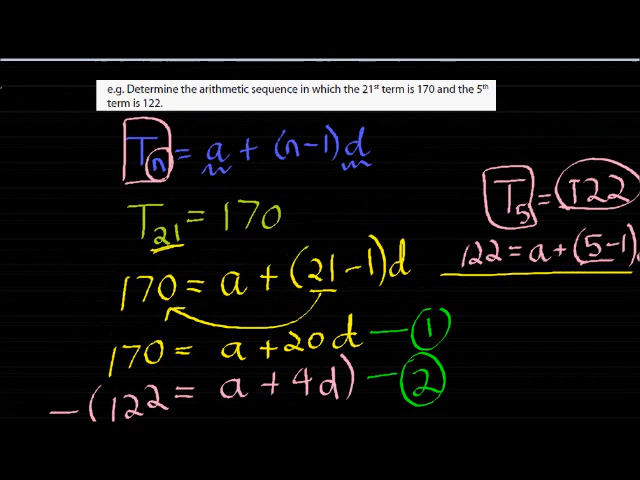 e.g. Determine the arithmetic sequence in which the 21st term is 170 and the 5th
term is 122.
Tn = a + (n-1)d
T21 = 170
170 = a + (21-1)d
170 = a + 20d — 1
-(122 = a + 4d) — 2
T5 = 122
122 = a + (5-1)